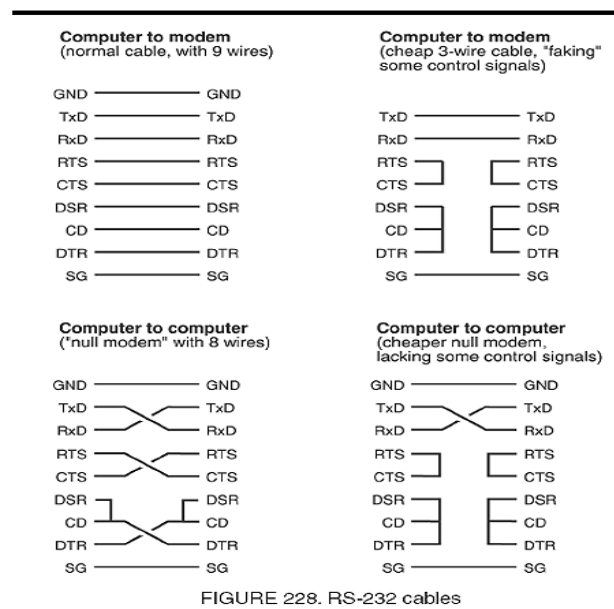 Computer to modem
(normal cable, with 9 wires)
GND GND
TxD TxD
RxD RxD
RTS RTS
CTS CTS
DSR DSR
CD CD
DTR DTR
SG SG
Computer to modem
(cheap 3-wire cable, "faking"
some control signals)
TxD TxD
RxD RxD
RTS RTS
CTS CTS
DSR DSR
CD CD
DTR DTR
SG SG
Computer to computer
("null modem" with 8 wires)
GND GND
TxD TxD
RxD RxD
RTS RTS
CTS CTS
DSR DSR
CD CD
DTR DTR
SG SG
Computer to computer
(cheaper null modem,
lacking some control signals)
GND GND
TxD TxD
RxD RxD
RTS RTS
CTS CTS
DSR DSR
CD CD
DTR DTR
SG SG
FIGURE 228. RS-232 cables